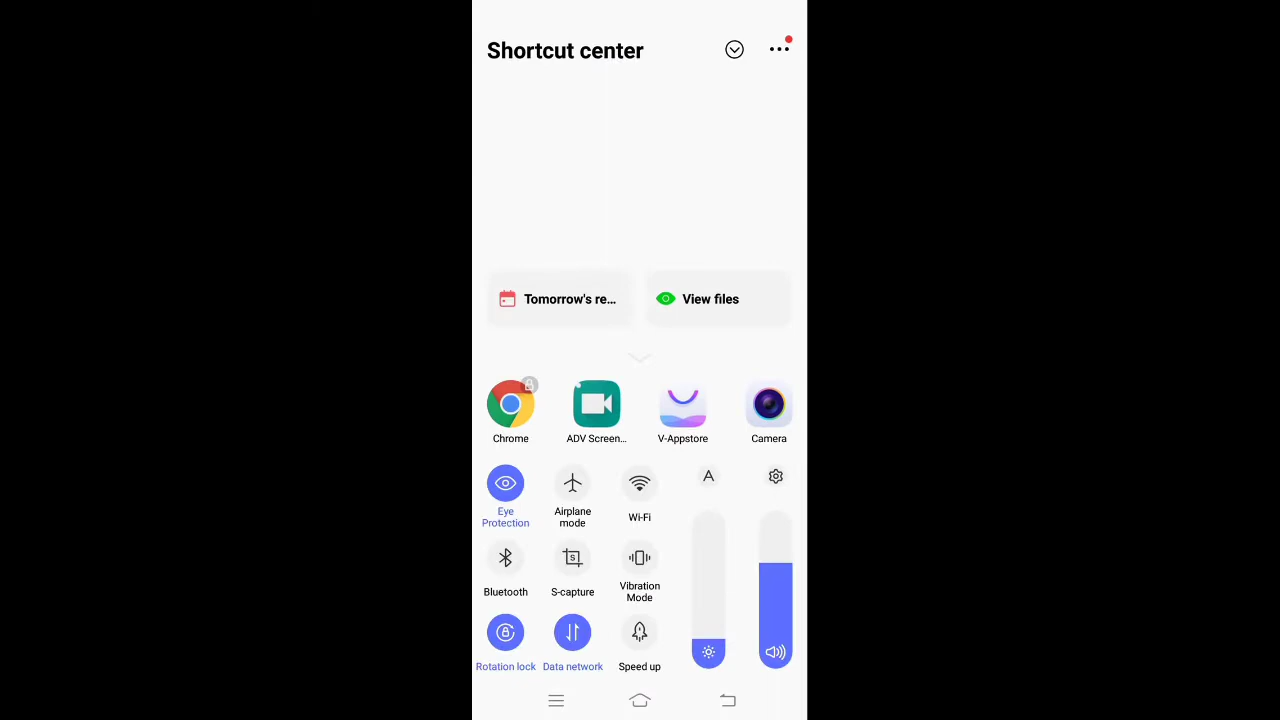 Shortcut center
Tomorrow's re...
View files
Chrome
ADV Screen...
V-Appstore
Camera
A
Eye
Protection
Airplane
mode
Wi-Fi
Bluetooth
S
S-capture
Vibration
Mode
Rotation lock
Data network
Speed up